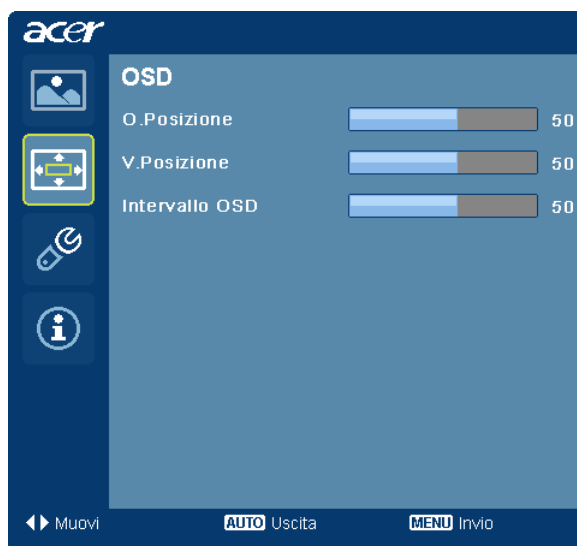 acer
OSD
O.Posizione 50
V.Posizione 50
Intervallo OSD 50
Muovi AUTO Uscita MENU Invio